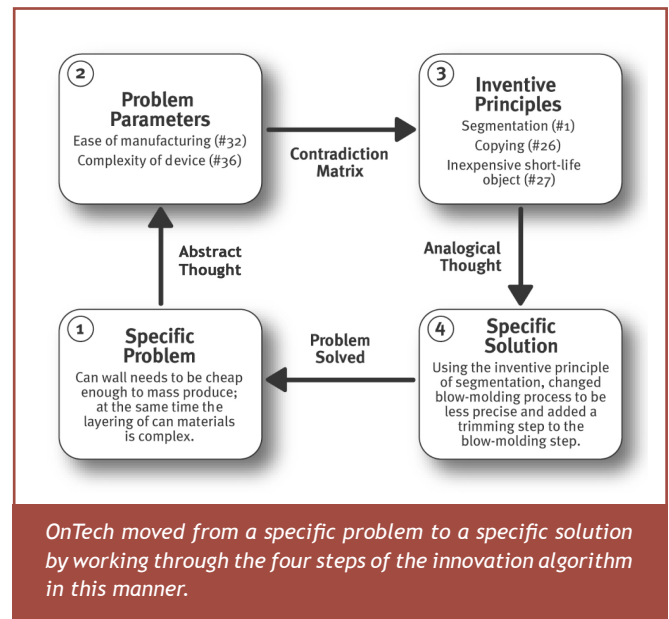 2
Problem
Parameters
Ease of manufacturing (#32)
Complexity of device (#36)
Contradiction
Matrix
3
Inventive
Principles
Segmentation (#1)
Copying (#26)
Inexpensive short-life
object (#27)
Abstract
Thought
Analogical
Thought
1
Specific
Problem
Can wall needs to be cheap
enough to mass produce;
at the same time the
layering of can materials
is complex.
Problem
Solved
4
Specific
Solution
Using the inventive principle
of segmentation, changed
blow-molding process to be
less precise and added a
trimming step to the
blow-molding step.
OnTech moved from a specific problem to a specific solution
by working through the four steps of the innovation algorithm
in this manner.